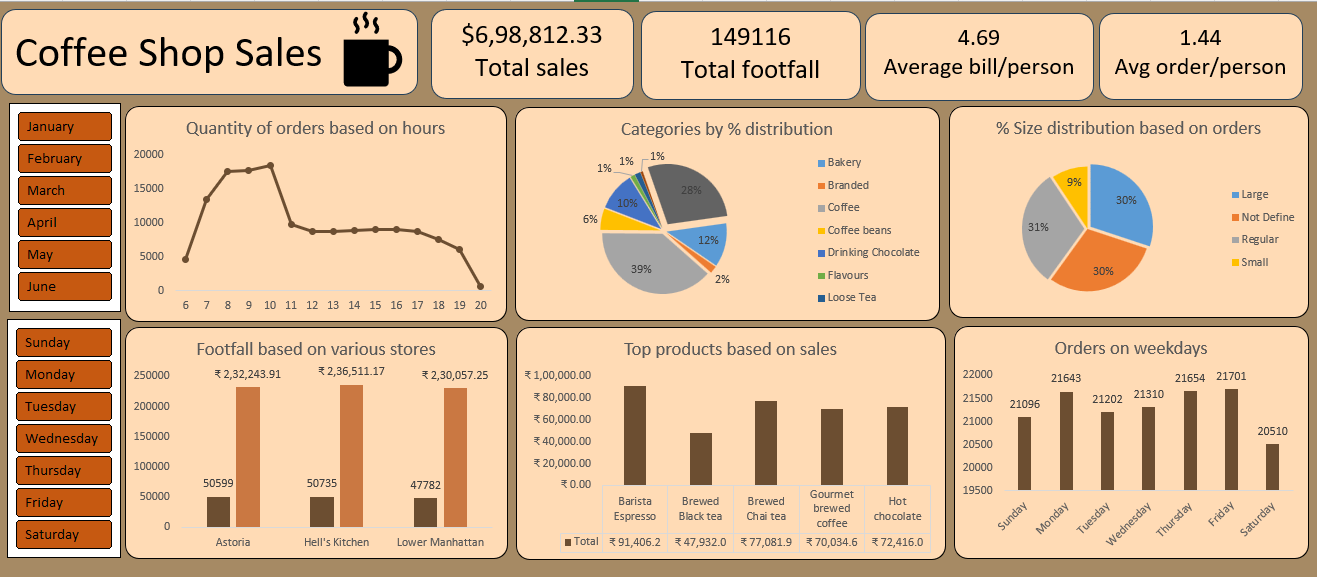 Coffee Shop Sales
$6,98,812.33
Total sales
149116
Total footfall
4.69
Average bill/person
1.44
Avg order/person
January
February
March
April
May
June
Sunday
Monday
Tuesday
Wednesday
Thursday
Friday
Saturday
Quantity of orders based on hours
20000
15000
10000
5000
0
6 7 8 9 10 11 12 13 14 15 16 17 18 19 20
Categories by % distribution
1%
1%
1%
28%
10%
6%
12%
39%
2%
Bakery
Branded
Coffee
Coffee beans
Drinking Chocolate
Flavours
Loose Tea
% Size distribution based on orders
9%
30%
31%
30%
Large
Not Define
Regular
Small
Footfall based on various stores
250000
200000
150000
100000
50000
0
₹ 2,32,243.91
₹ 2,36,511.17
₹ 2,30,057.25
50599
50735
47782
Astoria
Hell's Kitchen
Lower Manhattan
Top products based on sales
₹ 1,00,000.00
₹ 80,000.00
₹ 60,000.00
₹ 40,000.00
₹ 20,000.00
₹ 0.00
Barista
Espresso
Brewed
Black tea
Brewed
Chai tea
Gourmet
brewed
coffee
Hot
chocolate
Total ₹ 91,406.2 ₹ 47,932.0 ₹ 77,081.9 ₹ 70,034.6 ₹ 72,416.0
Orders on weekdays
22000
21500
21000
20500
20000
19500
21096
21643
21202
21310
21654
21701
20510
Sunday
Monday
Tuesday
Wednesday
Thursday
Friday
Saturday